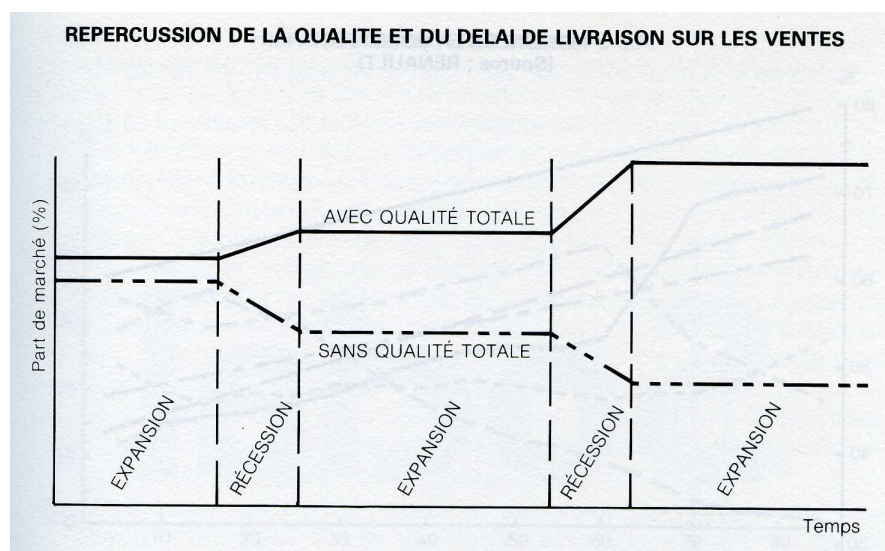 REPERCUSSION DE LA QUALITE ET DU DELAI DE LIVRAISON SUR LES VENTES
Part de marché (%)
AVEC QUALITÉ TOTALE
SANS QUALITÉ TOTALE
EXPANSION
RÉCESSION
EXPANSION
RÉCESSION
EXPANSION
Temps